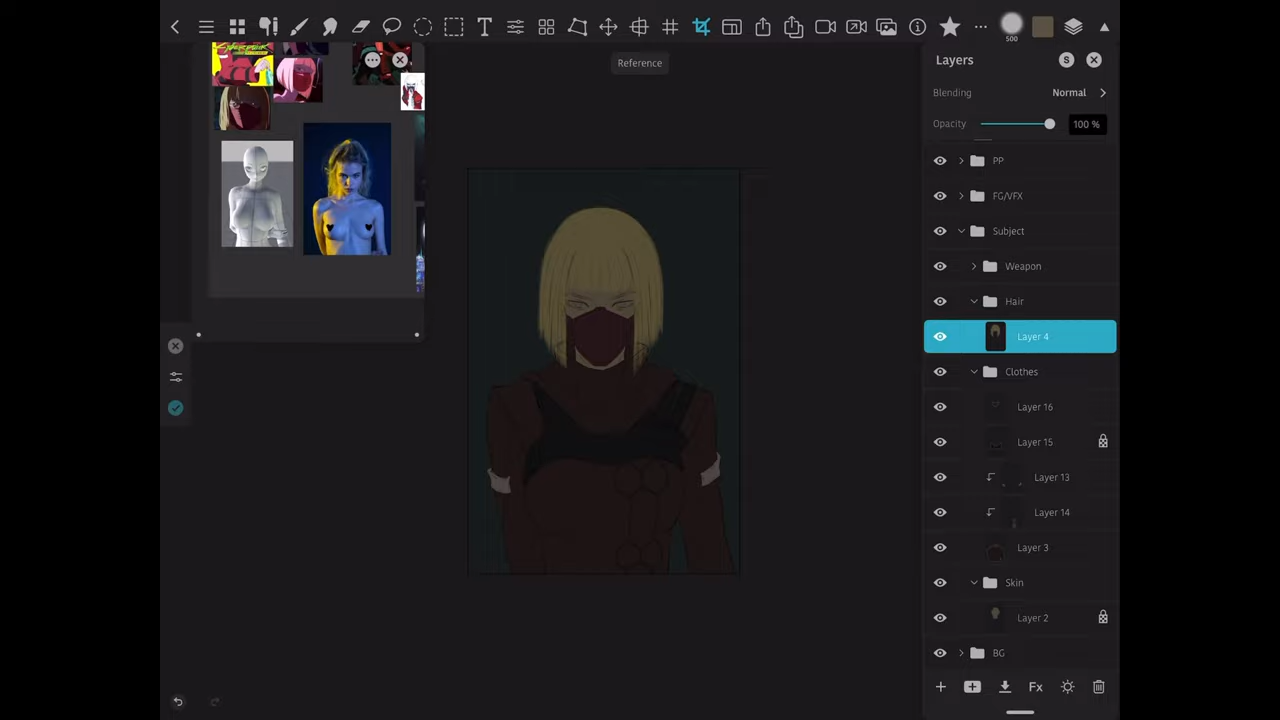 500
Reference
Layers
S
Blending
Normal
Opacity
100 %
PP
FG/VFX
Subject
Weapon
Hair
Layer 4
Clothes
Layer 16
Layer 15
Layer 13
Layer 14
Layer 3
Skin
Layer 2
BG
Fx